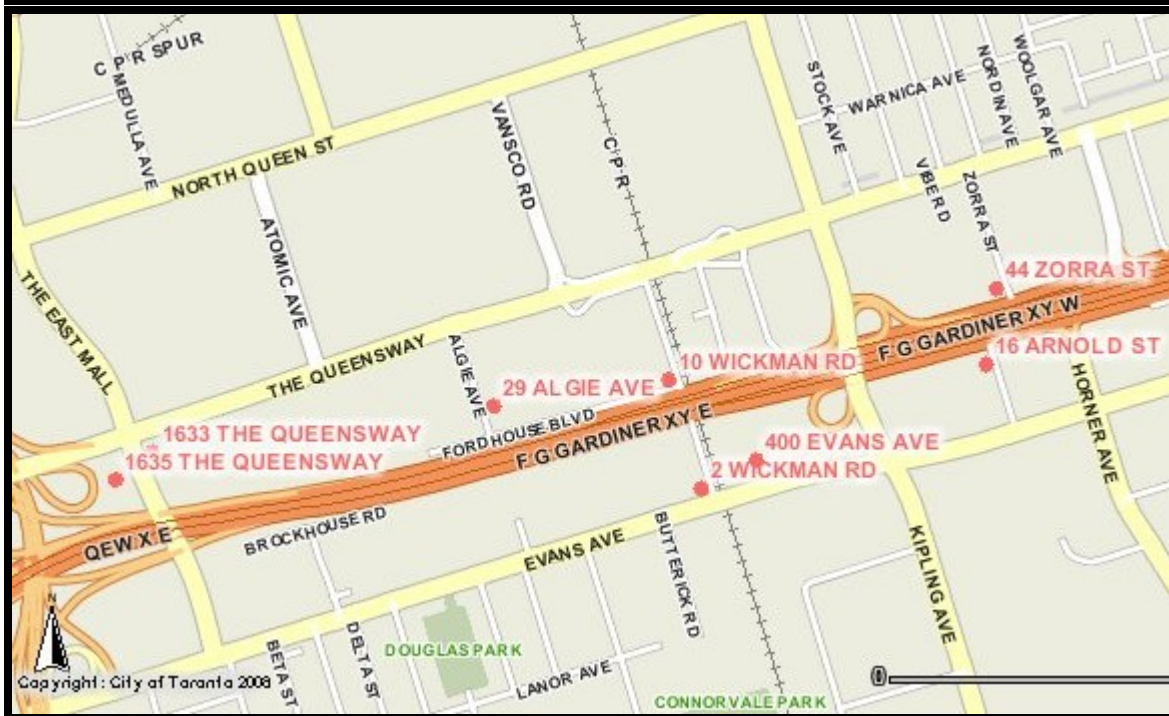 C P R SPUR
MEDULLA AVE
NORTH QUEEN ST
VANSCO RD
C P R
STOCK AVE
WARNICA AVE
NORDIN AVE
WOOLGAR AVE
VIBE RD
ZORRA ST
ATOMIC AVE
THE EAST MALL
THE QUEENSWAY
ALGIE AVE
44 ZORRA ST
F G GARDINER XY W
16 ARNOLD ST
10 WICKMAN RD
29 ALGIE AVE
FORDHOUSE BLVD
F G GARDINER XY E
HORNER AVE
1633 THE QUEENSWAY
1635 THE QUEENSWAY
400 EVANS AVE
2 WICKMAN RD
QEW X E
BROCKHOUSE RD
EVANS AVE
BUTTERICK RD
KIPLING AVE
N
DOUGLAS PARK
BETA ST
DELTA ST
LANOR AVE
CONNORVALE PARK
Copyright : City of Toronto 2008
0